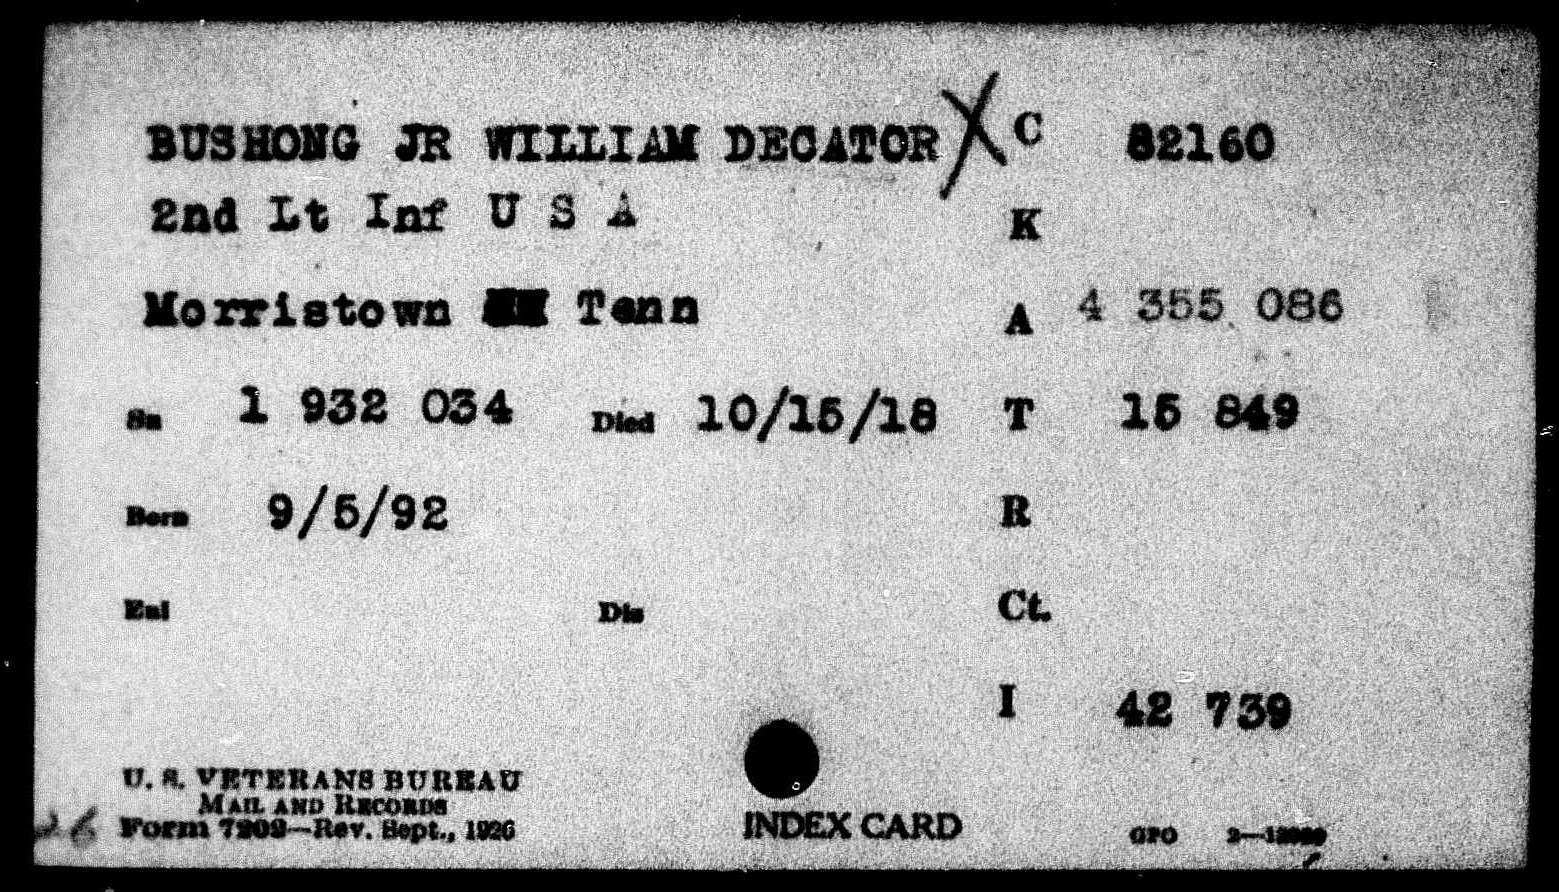 BUSHONG JR WILLIAM DECATOR X C 82160
2nd Lt Inf U S A K
Morristown Tenn A 4 355 086
Sn 1 932 034 Died 10/15/18 T 15 849
Born 9/5/92 R
Enl Dis Ct.
I 42 739
U. S. VETERANS BUREAU
MAIL AND RECORDS
26 Form 7202—Rev. Sept., 1926 INDEX CARD GPO